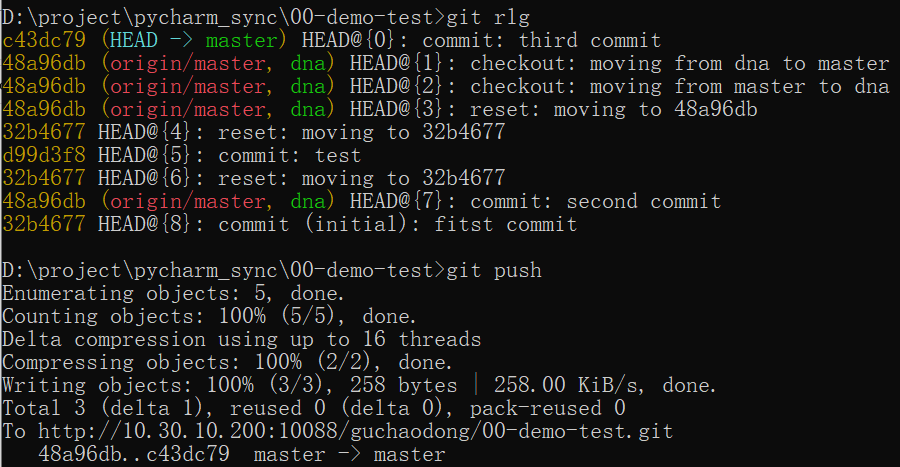 D:\project\pycharm_sync\00-demo-test>git rlg
c43dc79 (HEAD -> master) HEAD@{0}: commit: third commit
48a96db (origin/master, dna) HEAD@{1}: checkout: moving from dna to master
48a96db (origin/master, dna) HEAD@{2}: checkout: moving from master to dna
48a96db (origin/master, dna) HEAD@{3}: reset: moving to 48a96db
32b4677 HEAD@{4}: reset: moving to 32b4677
d99d3f8 HEAD@{5}: commit: test
32b4677 HEAD@{6}: reset: moving to 32b4677
48a96db (origin/master, dna) HEAD@{7}: commit: second commit
32b4677 HEAD@{8}: commit (initial): fitst commit
D:\project\pycharm_sync\00-demo-test>git push
Enumerating objects: 5, done.
Counting objects: 100% (5/5), done.
Delta compression using up to 16 threads
Compressing objects: 100% (2/2), done.
Writing objects: 100% (3/3), 258 bytes | 258.00 KiB/s, done.
Total 3 (delta 1), reused 0 (delta 0), pack-reused 0
To http://10.30.10.200:10088/guchaodong/00-demo-test.git
48a96db..c43dc79  master -> master